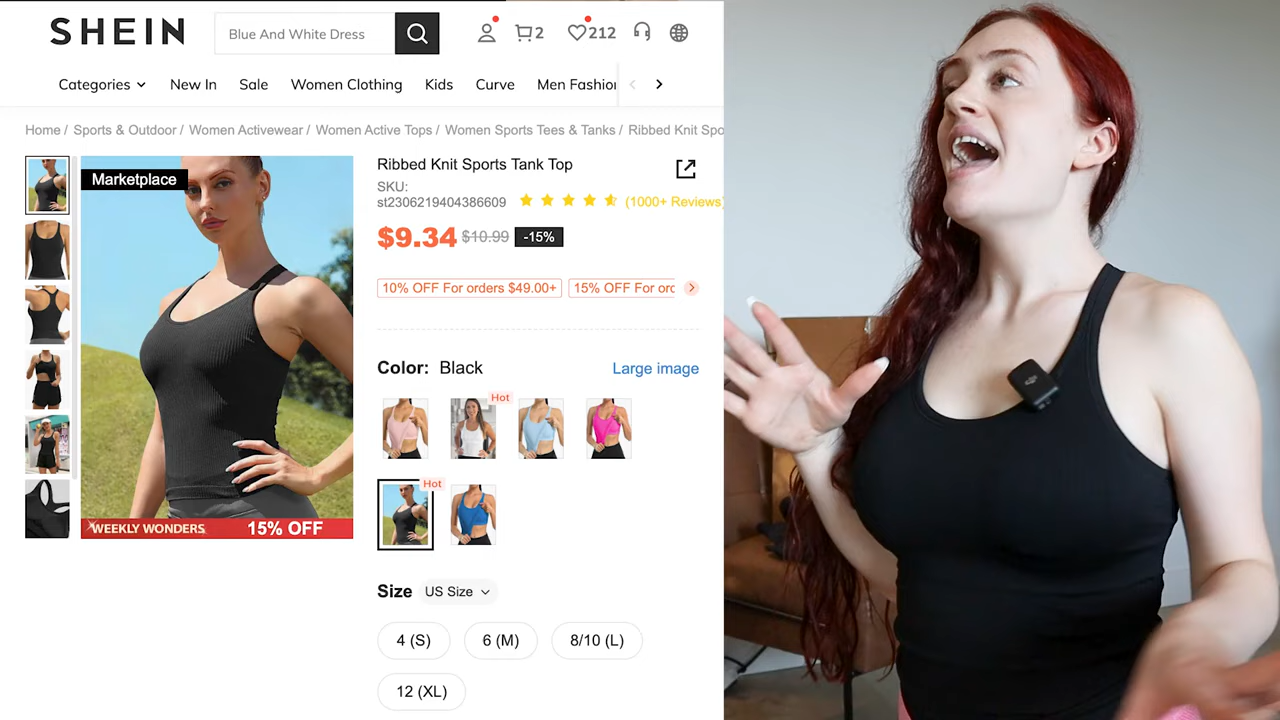 SHEIN
Blue And White Dress
2
212
Categories
New In
Sale
Women Clothing
Kids
Curve
Men Fashion
Home / Sports & Outdoor / Women Activewear / Women Active Tops / Women Sports Tees & Tanks / Ribbed Knit Spo
Marketplace
Ribbed Knit Sports Tank Top
SKU:
st2306219404386609
(1000+ Reviews)
$9.34 $10.99 -15%
10% OFF For orders $49.00+
15% OFF For orc
Color: Black
Large image
Hot
Hot
WEEKLY WONDERS 15% OFF
Size US Size
4 (S)
6 (M)
8/10 (L)
12 (XL)
dji